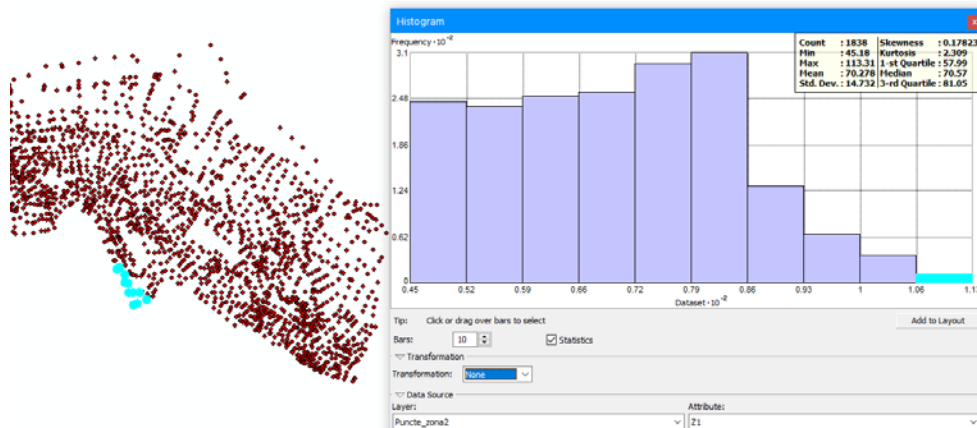 Histogram
x
Frequency · 10⁻²
3.1
2.48
1.86
1.24
0.62
0
Count : 1838 Skewness : 0.17823
Min : 45.18 Kurtosis : 2.309
Max : 113.31 1-st Quartile : 57.99
Mean : 70.278 Median : 70.57
Std. Dev. : 14.732 3-rd Quartile : 81.05
0.45 0.52 0.59 0.66 0.72 0.79 0.86 0.93 1 1.06 1.13
Dataset · 10⁻²
Tip: Click or drag over bars to select
Add to Layout
Bars: 10 Statistics
Transformation
Transformation: None
Data Source
Layer: Attribute:
Puncte_zona2 Z1